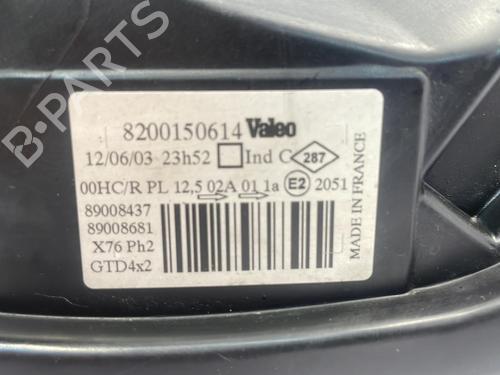 8200150614 Valeo
12/06/03 23h52 Ind C 287
00HC/R PL 12,5 02A 01 1a E2 2051
89008437
89008681
X76 Ph2
GTD4x2
MADE IN FRANCE
B-PARTS